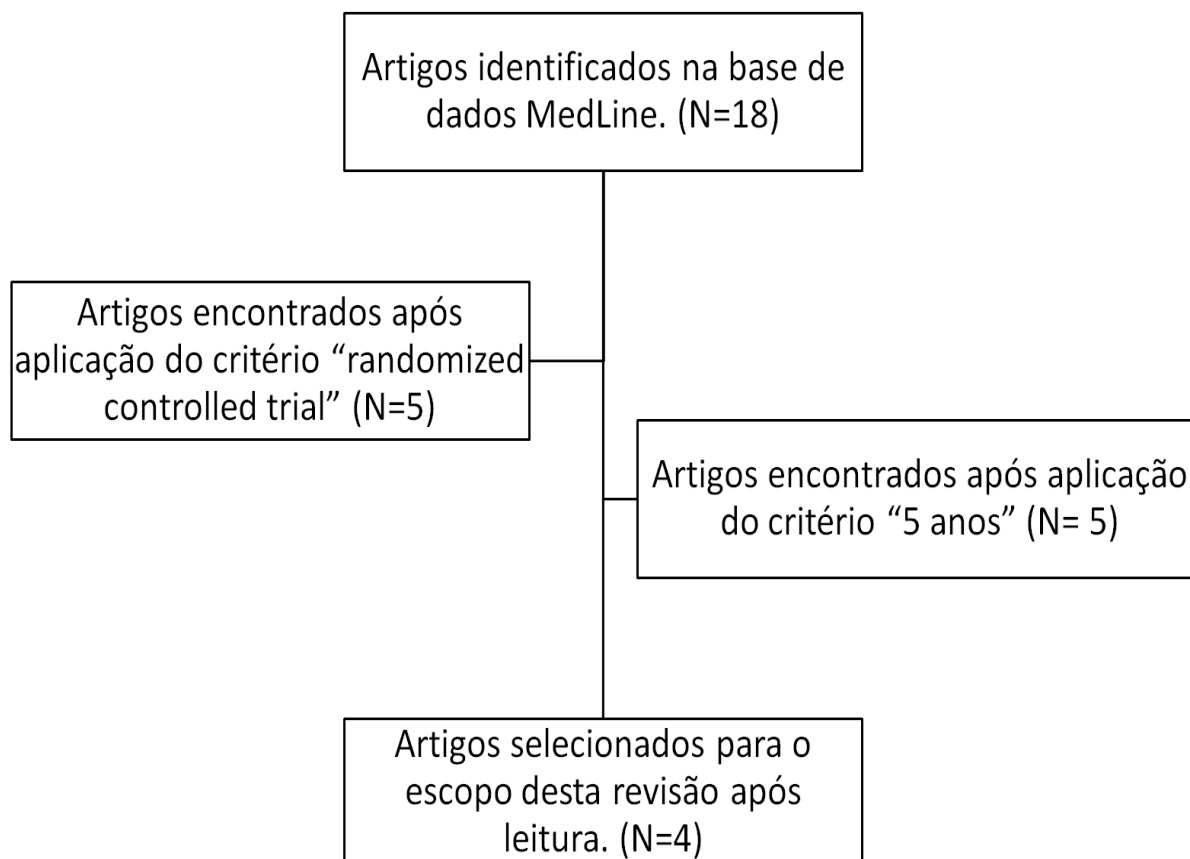 Artigos identificados na base de
dados MedLine. (N=18)
Artigos encontrados após
aplicação do critério “randomized
controlled trial” (N=5)
Artigos encontrados após aplicação
do critério “5 anos” (N= 5)
Artigos selecionados para o
escopo desta revisão após
leitura. (N=4)